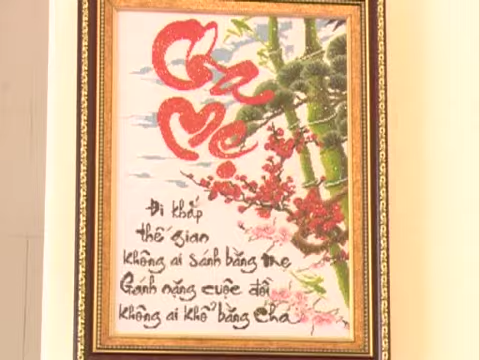 Cha
Mẹ
Đi khắp
thế gian
không ai sánh bằng mẹ
Gánh nặng cuộc đời
không ai khổ bằng cha